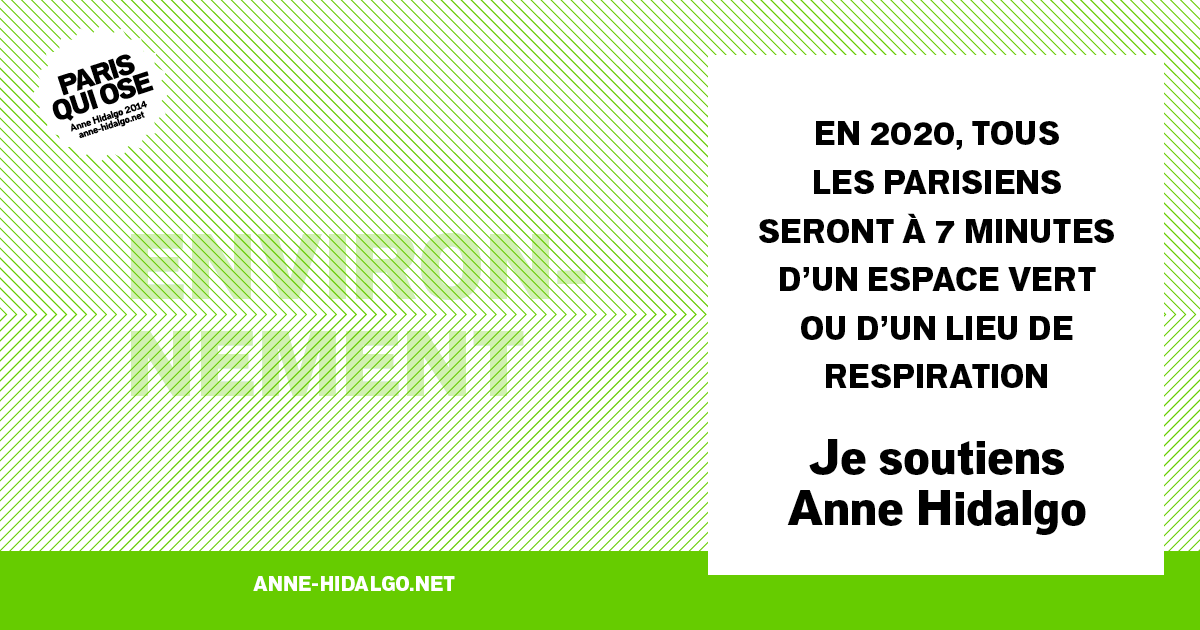 PARIS
QUI OSE
Anne Hidalgo 2014
anne-hidalgo.net
ENVIRON-
NEMENT
EN 2020, TOUS
LES PARISIENS
SERONT À 7 MINUTES
D’UN ESPACE VERT
OU D’UN LIEU DE
RESPIRATION
Je soutiens
Anne Hidalgo
ANNE-HIDALGO.NET